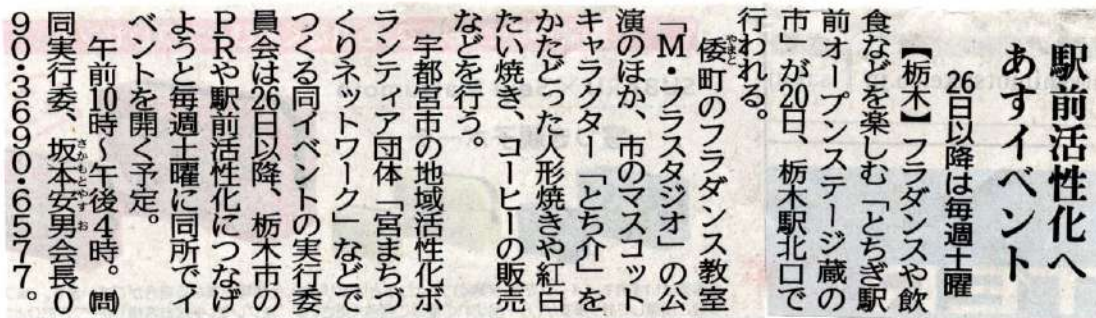 駅前活性化へ
あすイベント
26日以降は毎週土曜
【栃木】フラダンスや飲
食などを楽しむ「とちぎ駅
前オープンステージ蔵の
市」が20日、栃木駅北口で
行われる。
倭町のフラダンス教室
「M・フラスタジオ」の公
演のほか、市のマスコット
キャラクター「とち介」を
かたどった人形焼きや紅白
たい焼き、コーヒーの販売
などを行う。
宇都宮市の地域活性化ボ
ランティア団体「宮まちづ
くりネットワーク」などで
つくる同イベントの実行委
員会は26日以降、栃木市の
PRや駅前活性化につなげ
ようと毎週土曜に同所でイ
ベントを開く予定。
午前10時～午後4時。㉄
同実行委、坂本安男会長0
90・3690・6577。